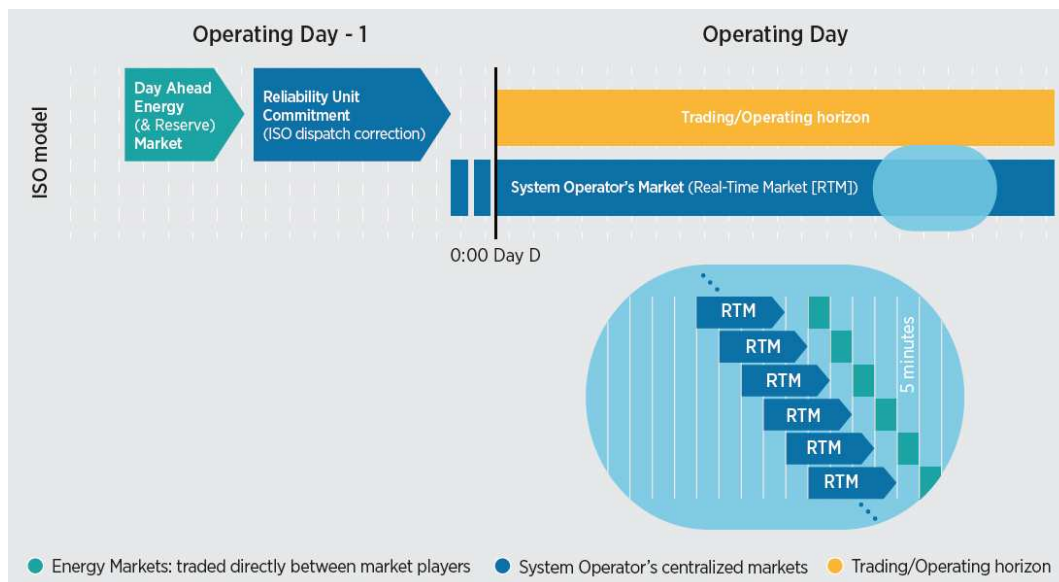 Operating Day - 1
Operating Day
ISO model
Day Ahead
Energy
(& Reserve)
Market
Reliability Unit
Commitment
(ISO dispatch correction)
Trading/Operating horizon
System Operator's Market (Real-Time Market [RTM])
0:00 Day D
RTM
RTM
RTM
RTM
RTM
RTM
5 minutes
Energy Markets: traded directly between market players
System Operator's centralized markets
Trading/Operating horizon